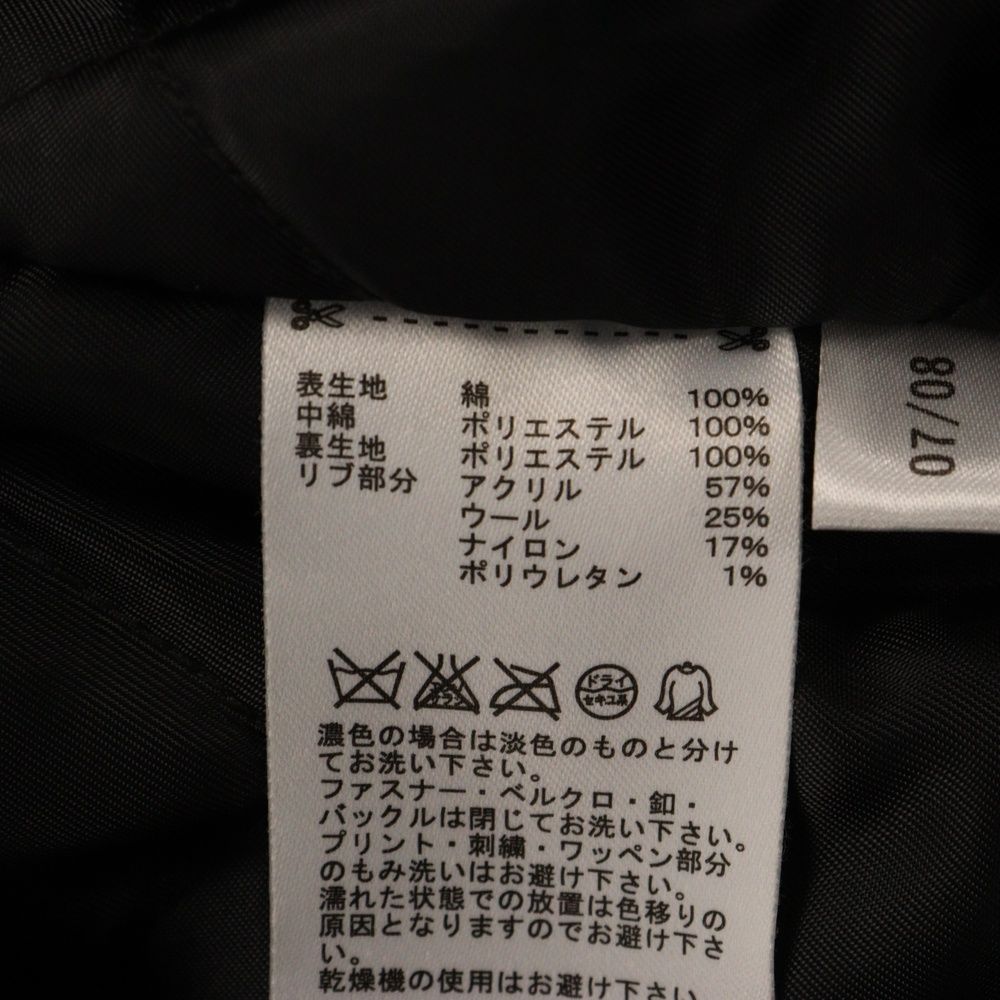 表生地 綿 100%
中綿 ポリエステル 100%
裏生地 ポリエステル 100%
リブ部分 アクリル 57%
ウール 25%
ナイロン 17%
ポリウレタン 1%
ドライ
セキユ系
濃色の場合は淡色のものと分け
てお洗い下さい。
ファスナー・ベルクロ・釦・
バックルは閉じてお洗い下さい。
プリント・刺繍・ワッペン部分
のもみ洗いはお避け下さい。
濡れた状態での放置は色移りの
原因となりますのでお避け下さ
い。
乾燥機の使用はお避け下さい
07/08